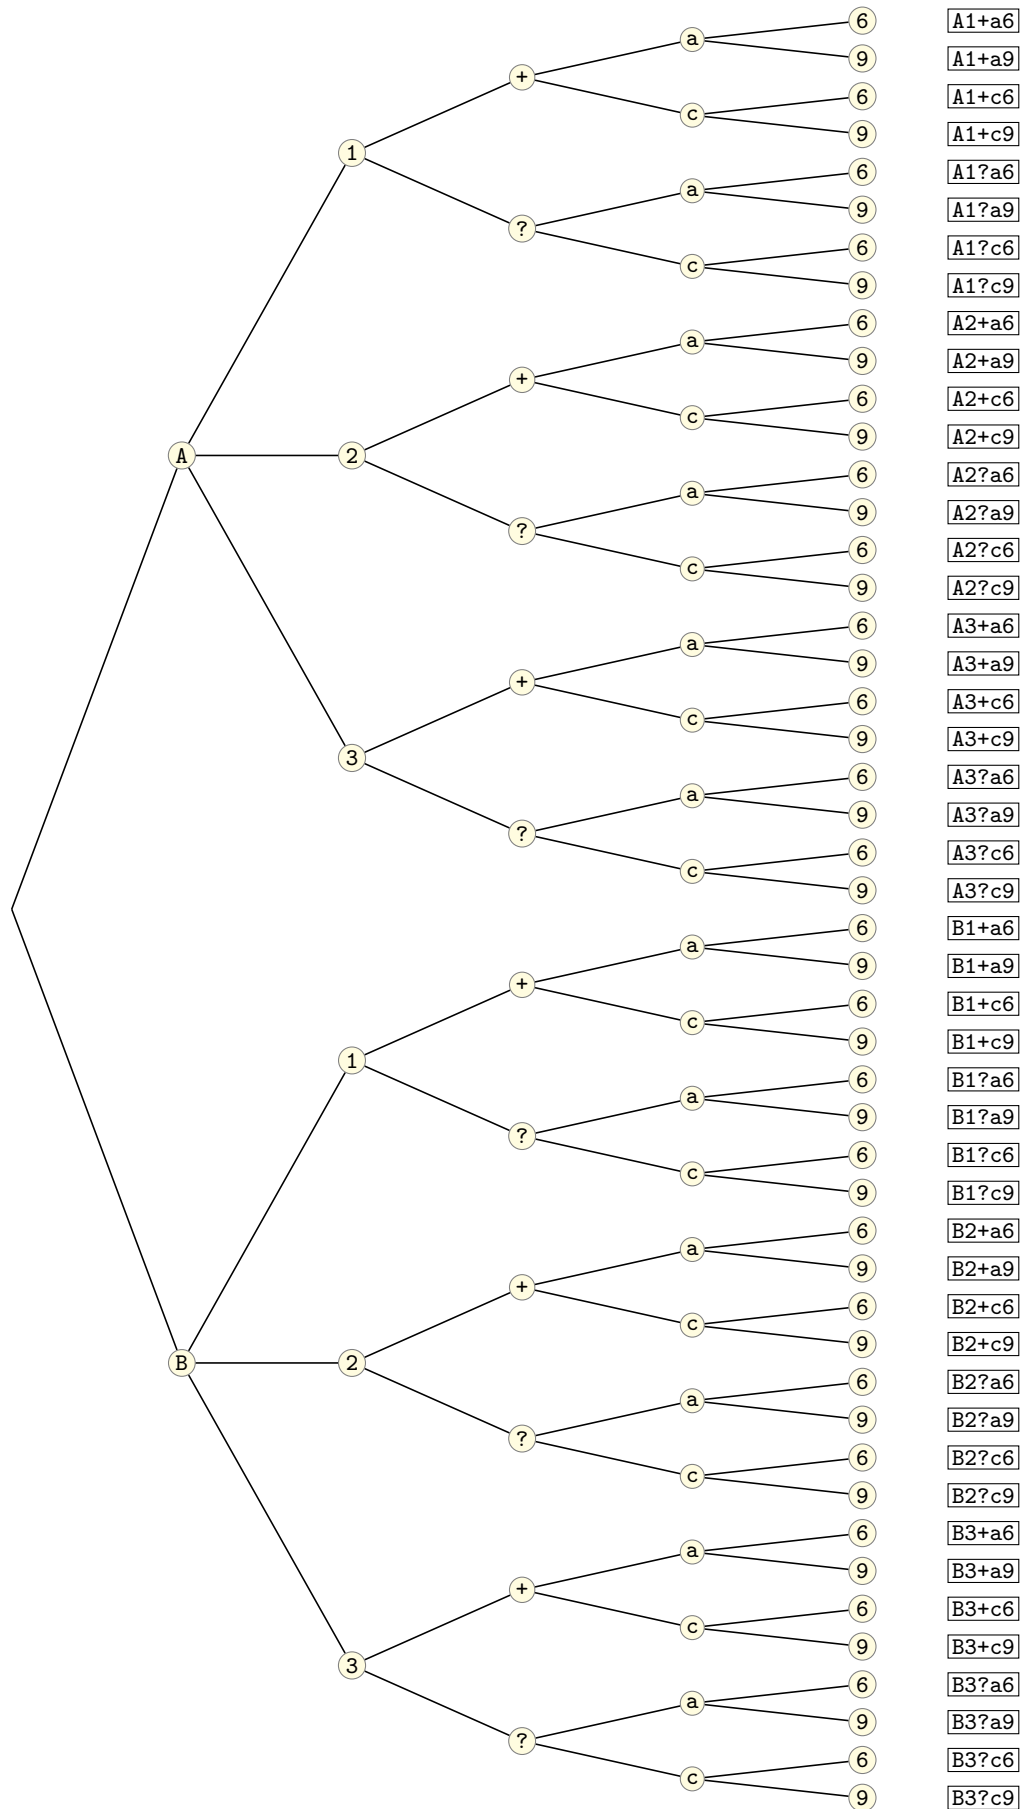 6 A1+a6
a
9 A1+a9
+
6 A1+c6
c
9 A1+c9
1
6 A1?a6
a
9 A1?a9
?
6 A1?c6
c
9 A1?c9
6 A2+a6
a
9 A2+a9
+
6 A2+c6
c
9 A2+c9
A 2
6 A2?a6
a
9 A2?a9
?
6 A2?c6
c
9 A2?c9
6 A3+a6
a
9 A3+a9
+
6 A3+c6
c
9 A3+c9
3
6 A3?a6
a
9 A3?a9
?
6 A3?c6
c
9 A3?c9
6 B1+a6
a
9 B1+a9
+
6 B1+c6
c
9 B1+c9
1
6 B1?a6
a
9 B1?a9
?
6 B1?c6
c
9 B1?c9
6 B2+a6
a
9 B2+a9
+
6 B2+c6
c
9 B2+c9
B 2
6 B2?a6
a
9 B2?a9
?
6 B2?c6
c
9 B2?c9
6 B3+a6
a
9 B3+a9
+
6 B3+c6
c
9 B3+c9
3
6 B3?a6
a
9 B3?a9
?
6 B3?c6
c
9 B3?c9